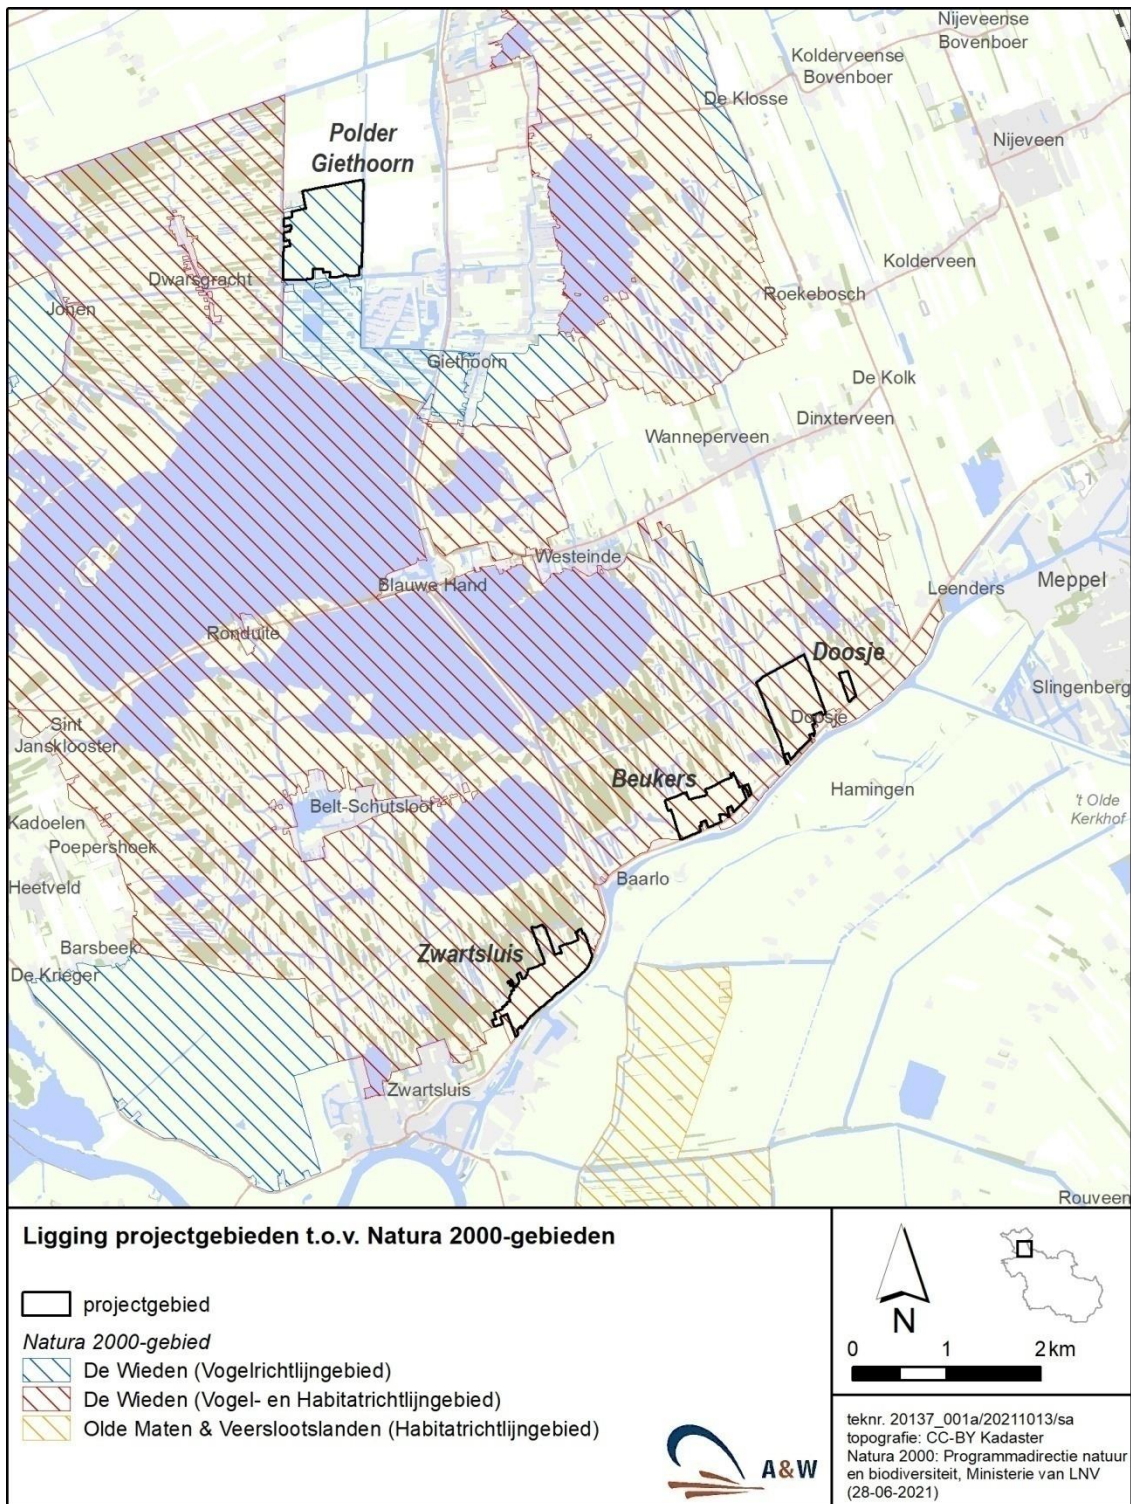 Nijeveense
Bovenboer
Kolderveense
Bovenboer
De Klosse
Polder
Giethoorn
Nijeveen
Dwarsgracht
Kolderveen
Jonen
Roekebosch
Giethoorn
De Kolk
Dinxterveen
Wanneperveen
Westeinde
Blauwe Hand
Leenders
Meppel
Ronduite
Doosje
Slingenberg
Doosje
Sint
Jansklooster
Beukers
Hamingen
Belt-Schutsloot
't Olde
Kerkhof
Kadoelen
Poepershoek
Heetveld
Baarlo
Barsbeek
Zwartsluis
De Krieger
Zwartsluis
Rouveen
Ligging projectgebieden t.o.v. Natura 2000-gebieden
projectgebied
Natura 2000-gebied
De Wieden (Vogelrichtlijngebied)
De Wieden (Vogel- en Habitatrichtlijngebied)
Olde Maten & Veerslootslanden (Habitatrichtlijngebied)
A&W
N
0 1 2 km
teknr. 20137_001a/20211013/sa
topografie: CC-BY Kadaster
Natura 2000: Programmadirectie natuur
en biodiversiteit, Ministerie van LNV
(28-06-2021)